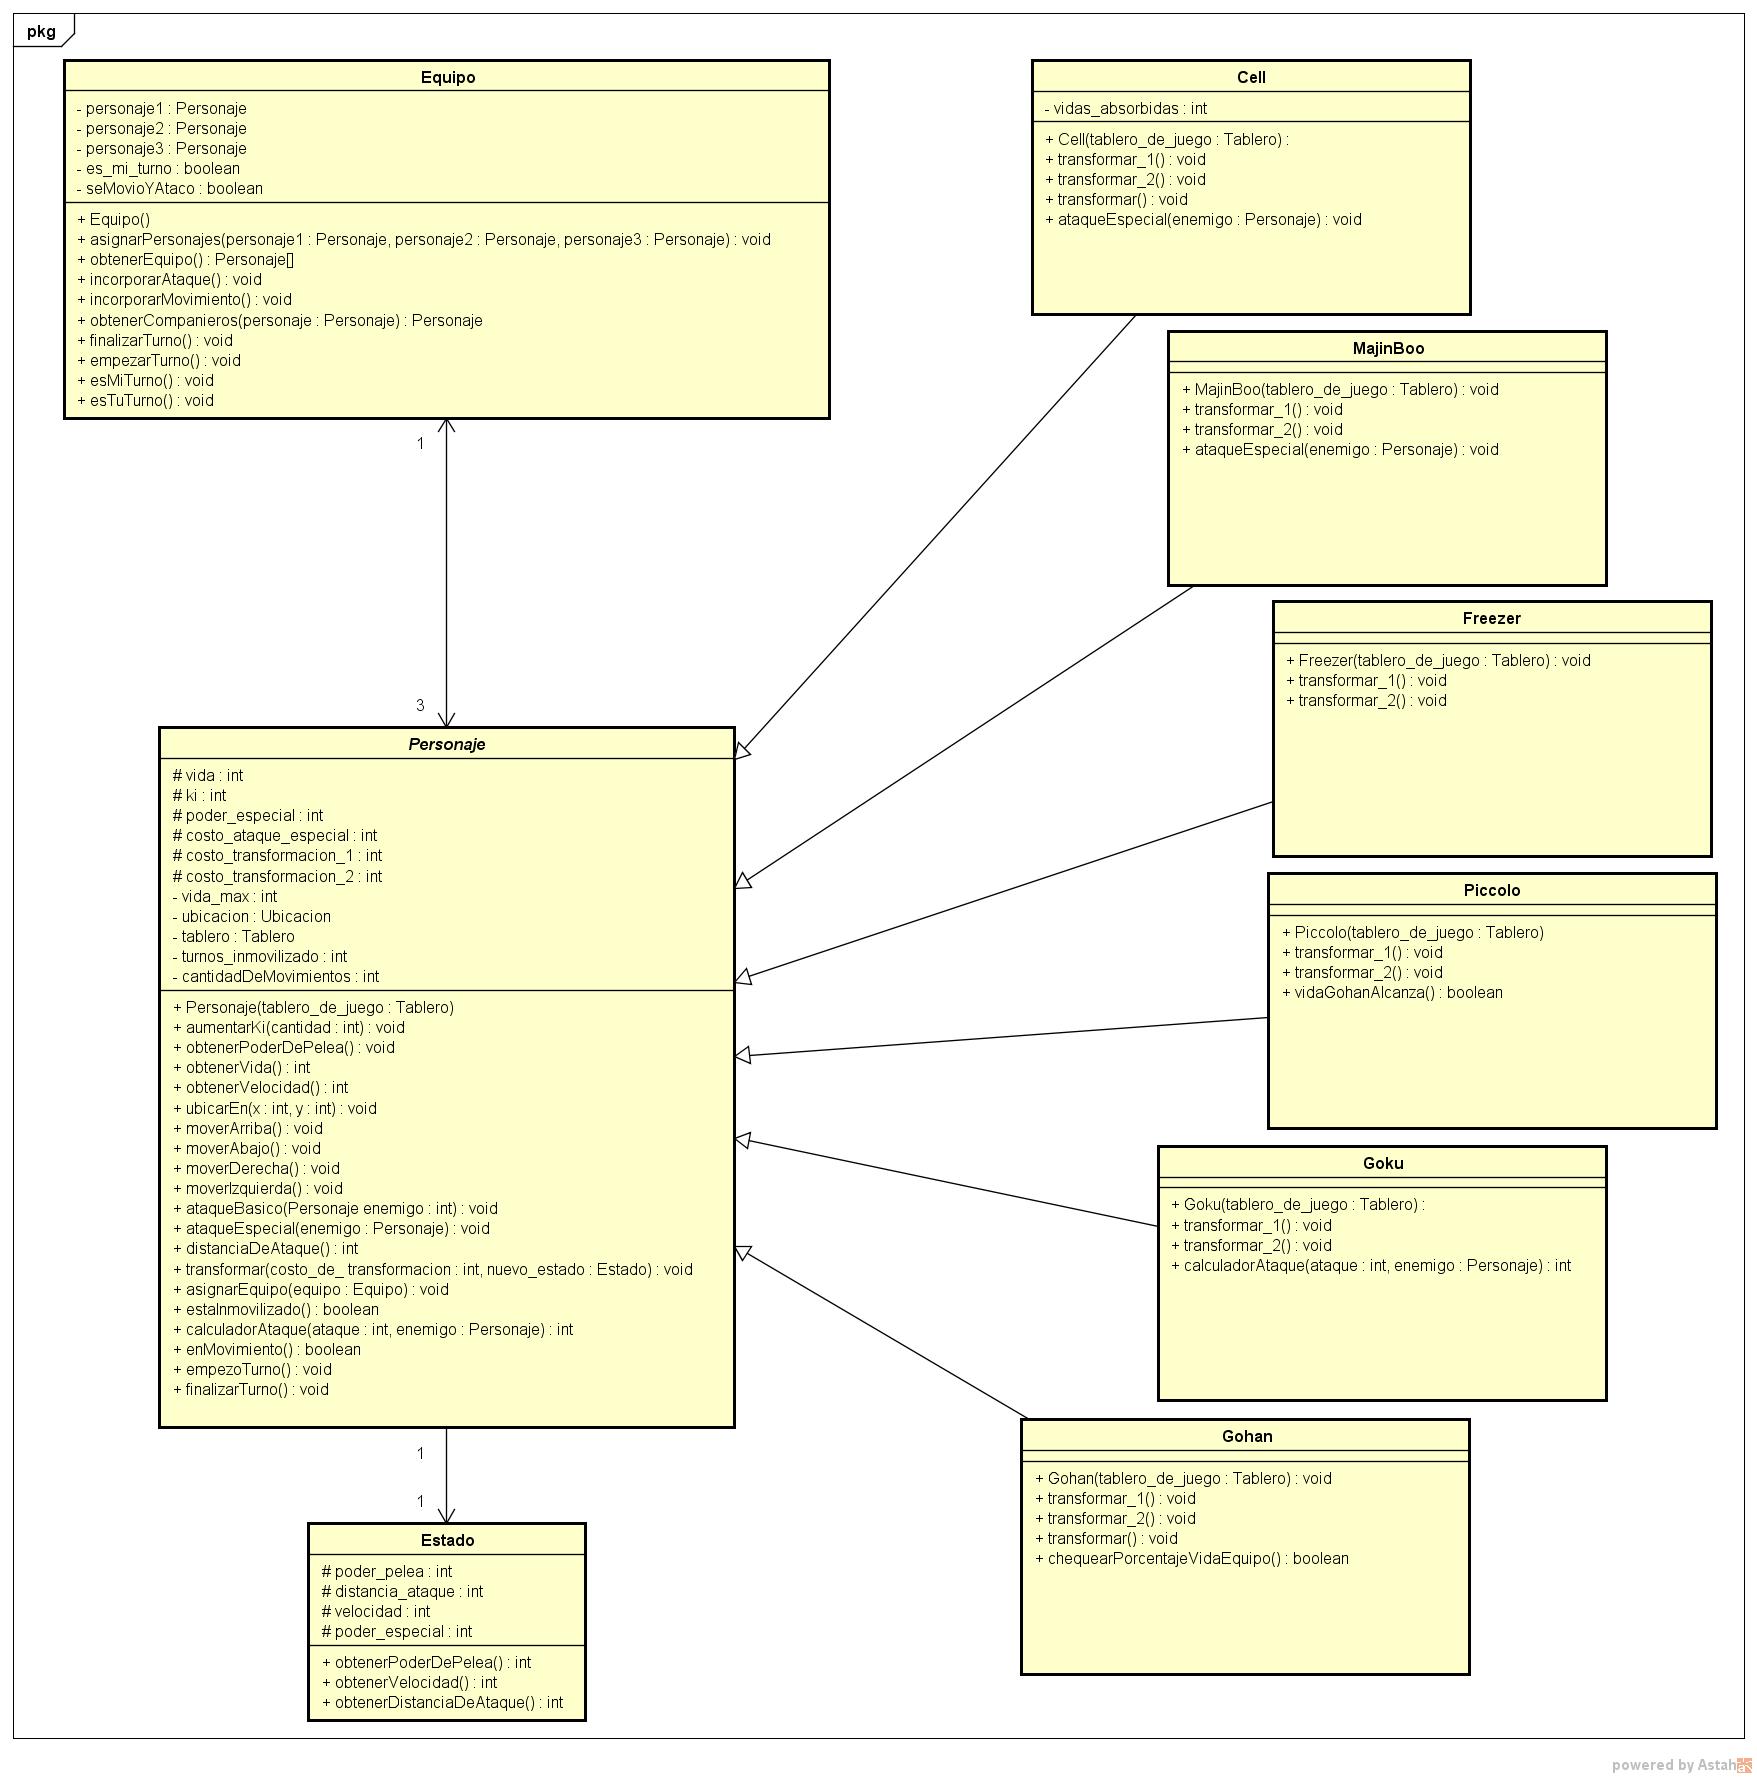 pkg
Equipo
- personaje1 : Personaje
- personaje2 : Personaje
- personaje3 : Personaje
- es_mi_turno : boolean
- seMovioYAtaco : boolean
+ Equipo()
+ asignarPersonajes(personaje1 : Personaje, personaje2 : Personaje, personaje3 : Personaje) : void
+ obtenerEquipo() : Personaje[]
+ incorporarAtaque() : void
+ incorporarMovimiento() : void
+ obtenerCompanieros(personaje : Personaje) : Personaje
+ finalizarTurno() : void
+ empezarTurno() : void
+ esMiTurno() : void
+ esTuTurno() : void
1
3
Personaje
# vida : int
# ki : int
# poder_especial : int
# costo_ataque_especial : int
# costo_transformacion_1 : int
# costo_transformacion_2 : int
- vida_max : int
- ubicacion : Ubicacion
- tablero : Tablero
- turnos_inmovilizado : int
- cantidadDeMovimientos : int
+ Personaje(tablero_de_juego : Tablero)
+ aumentarKi(cantidad : int) : void
+ obtenerPoderDePelea() : void
+ obtenerVida() : int
+ obtenerVelocidad() : int
+ ubicarEn(x : int, y : int) : void
+ moverArriba() : void
+ moverAbajo() : void
+ moverDerecha() : void
+ moverIzquierda() : void
+ ataqueBasico(Personaje enemigo : int) : void
+ ataqueEspecial(enemigo : Personaje) : void
+ distanciaDeAtaque() : int
+ transformar(costo_de_ transformacion : int, nuevo_estado : Estado) : void
+ asignarEquipo(equipo : Equipo) : void
+ estaInmovilizado() : boolean
+ calculadorAtaque(ataque : int, enemigo : Personaje) : int
+ enMovimiento() : boolean
+ empezoTurno() : void
+ finalizarTurno() : void
1
1
Estado
# poder_pelea : int
# distancia_ataque : int
# velocidad : int
# poder_especial : int
+ obtenerPoderDePelea() : int
+ obtenerVelocidad() : int
+ obtenerDistanciaDeAtaque() : int
Cell
- vidas_absorbidas : int
+ Cell(tablero_de_juego : Tablero) :
+ transformar_1() : void
+ transformar_2() : void
+ transformar() : void
+ ataqueEspecial(enemigo : Personaje) : void
MajinBoo
+ MajinBoo(tablero_de_juego : Tablero) : void
+ transformar_1() : void
+ transformar_2() : void
+ ataqueEspecial(enemigo : Personaje) : void
Freezer
+ Freezer(tablero_de_juego : Tablero) : void
+ transformar_1() : void
+ transformar_2() : void
Piccolo
+ Piccolo(tablero_de_juego : Tablero)
+ transformar_1() : void
+ transformar_2() : void
+ vidaGohanAlcanza() : boolean
Goku
+ Goku(tablero_de_juego : Tablero) :
+ transformar_1() : void
+ transformar_2() : void
+ calculadorAtaque(ataque : int, enemigo : Personaje) : int
Gohan
+ Gohan(tablero_de_juego : Tablero) : void
+ transformar_1() : void
+ transformar_2() : void
+ transformar() : void
+ chequearPorcentajeVidaEquipo() : boolean
powered by Astah